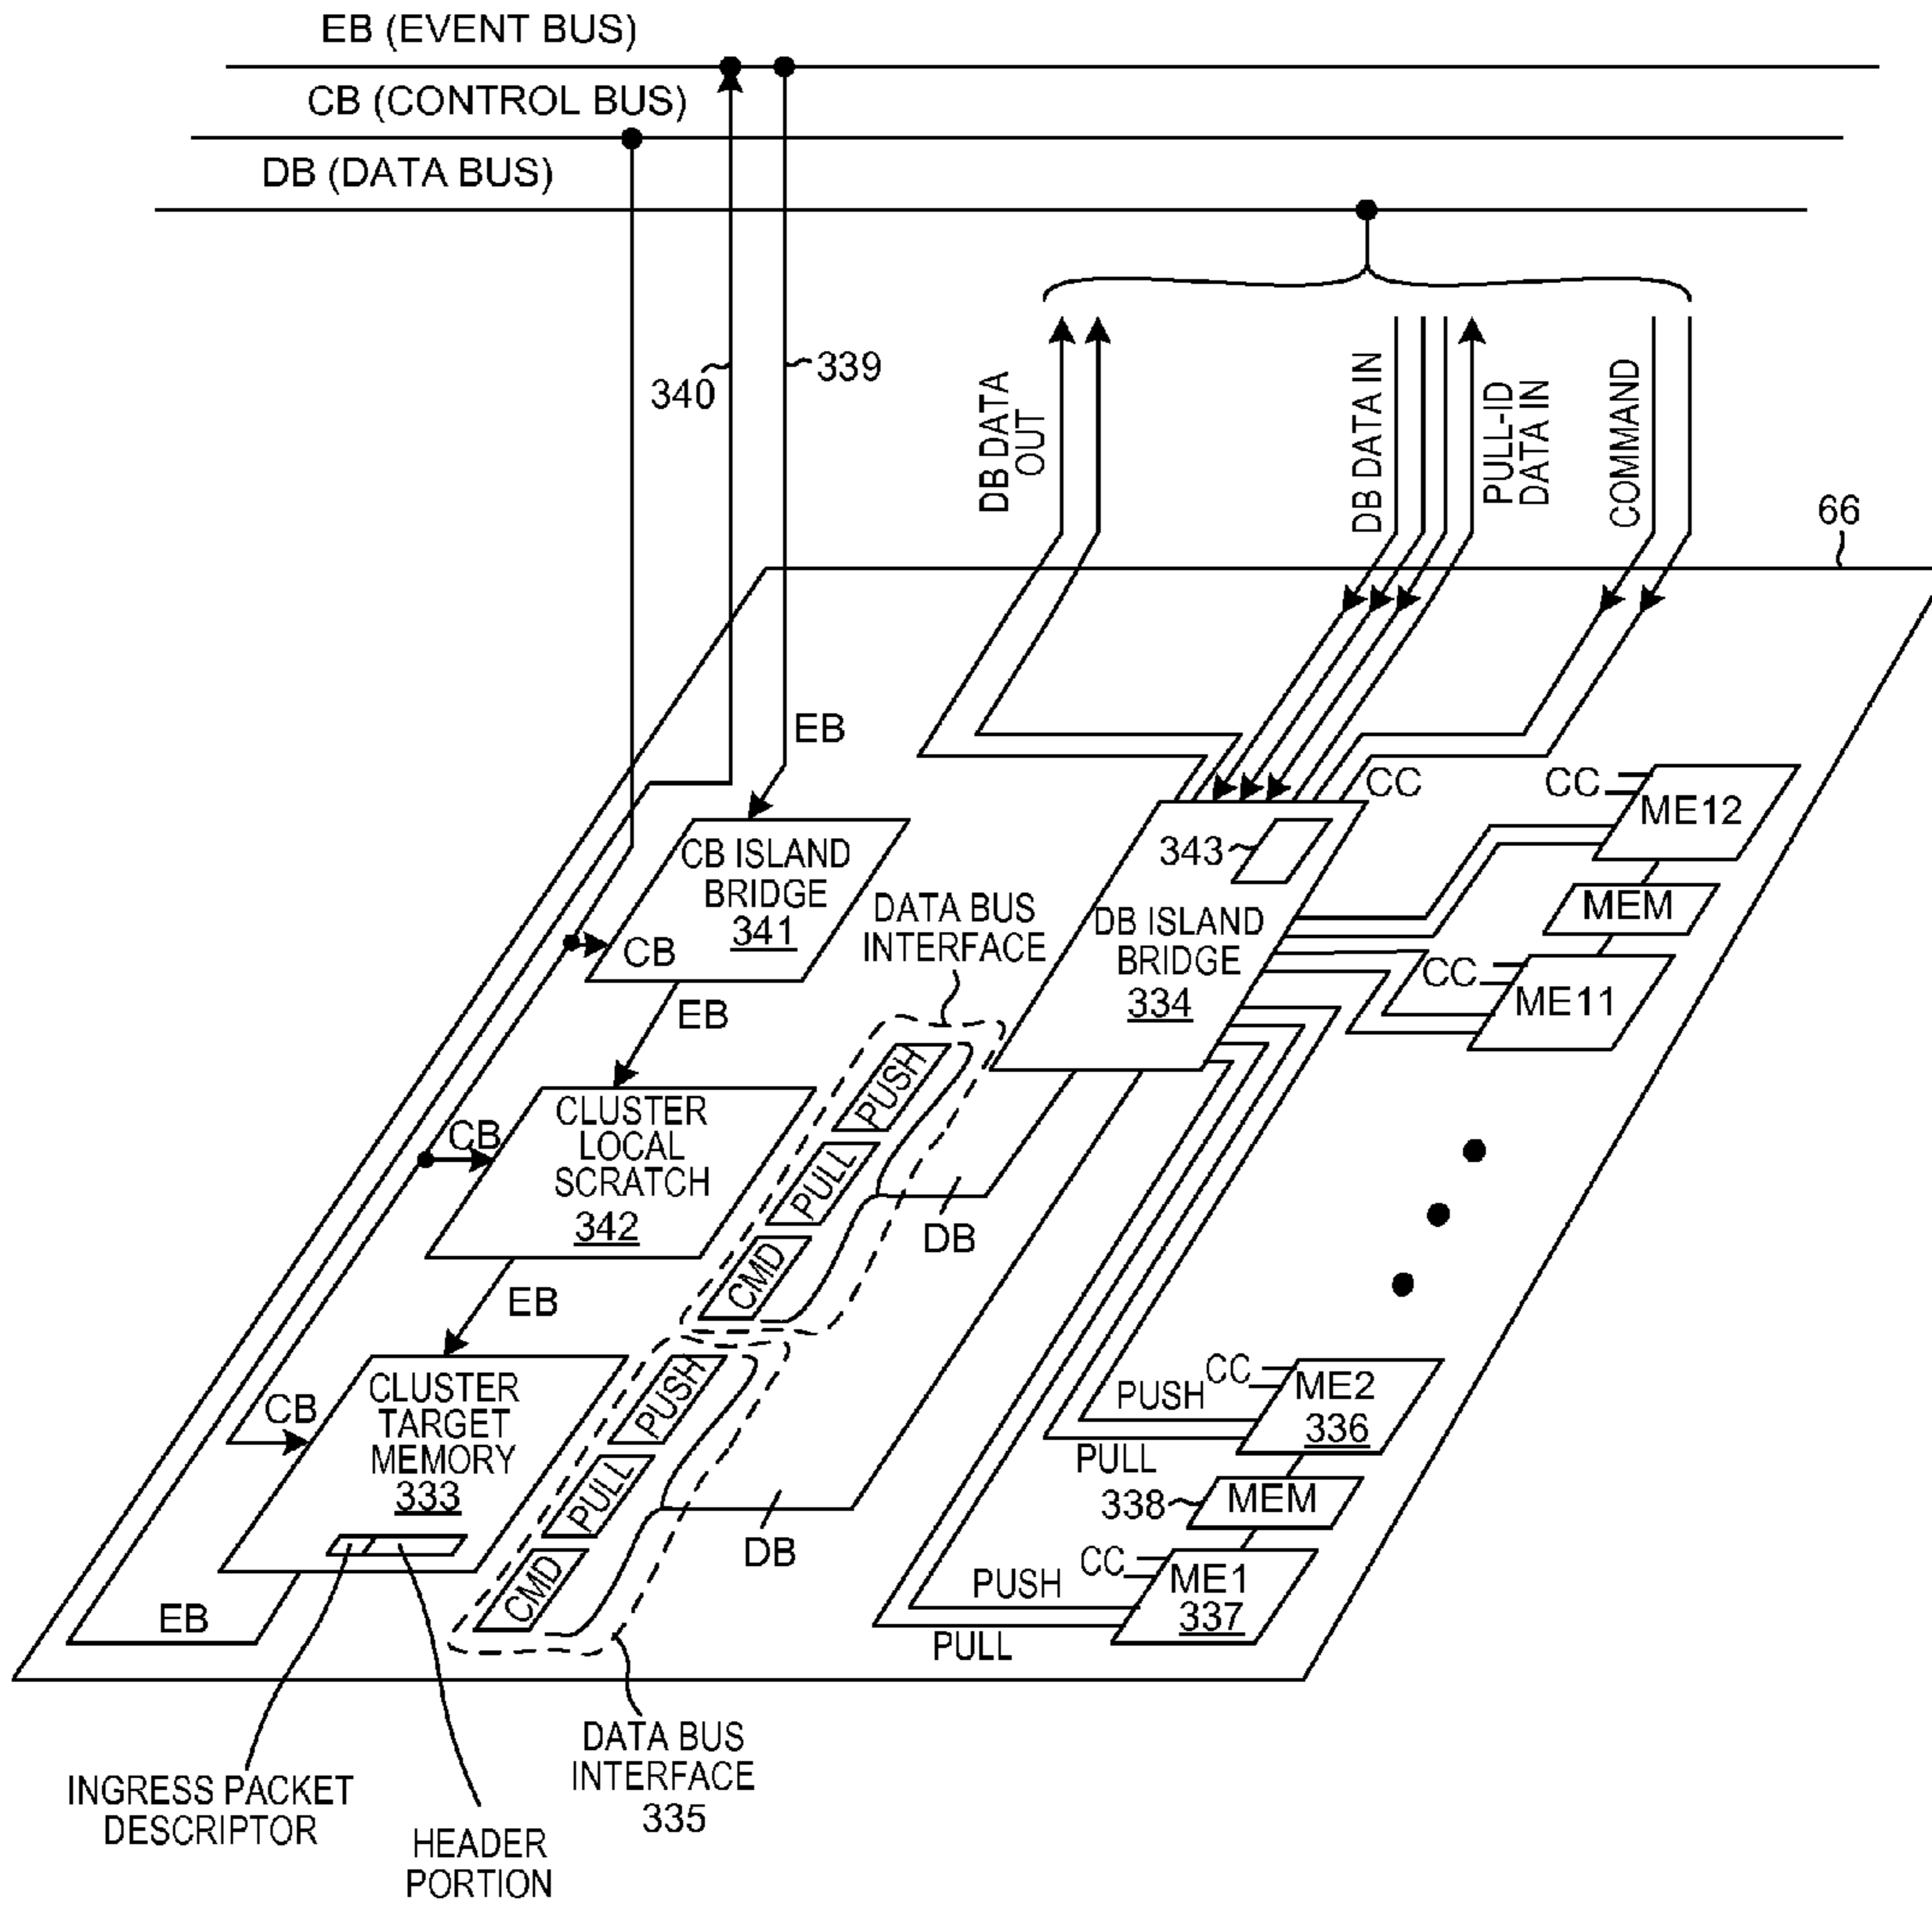 EB (EVENT BUS)
CB (CONTROL BUS)
DB (DATA BUS)
340
339
DB DATA
OUT
DB DATA IN
PULL-ID
DATA IN
COMMAND
66
EB
CC
CC
ME12
343
CB ISLAND
BRIDGE
341
CB
DATA BUS
INTERFACE
DB ISLAND
BRIDGE
334
MEM
CC
ME11
EB
PUSH
PULL
CMD
DB
CB
CLUSTER
LOCAL
SCRATCH
342
EB
CB
CLUSTER
TARGET
MEMORY
333
PUSH
PULL
CMD
DB
EB
PUSH
CC
ME2
336
PULL
338
MEM
CC
PUSH
ME1
337
PULL
DATA BUS
INTERFACE
335
INGRESS PACKET
DESCRIPTOR
HEADER
PORTION